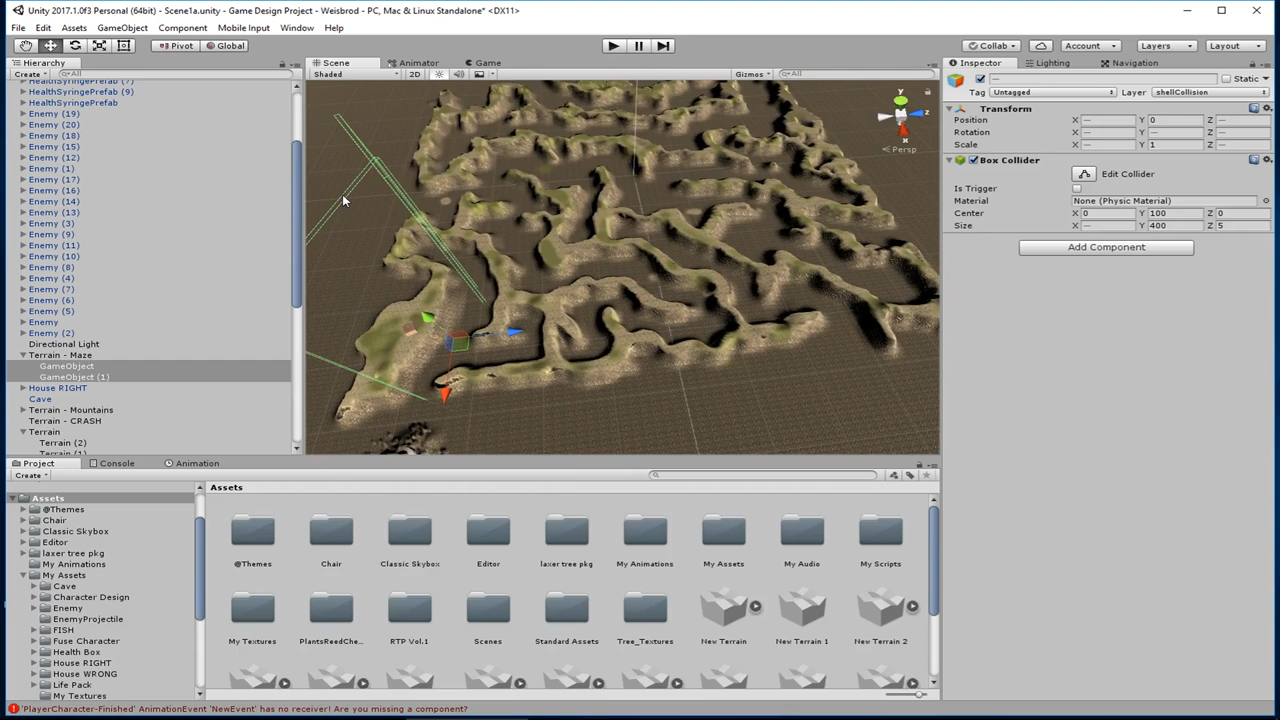 Unity 2017.1.0f3 Personal (64bit) - Scene1a.unity - Game Design Project - Weisbrod - PC, Mac & Linux Standalone* <DX11>
File Edit Assets GameObject Component Mobile Input Window Help
Pivot Global Collab Account Layers Layout
Hierarchy
Create All
HealthSyringePrefab (7)
HealthSyringePrefab (9)
HealthSyringePrefab
Enemy (19)
Enemy (20)
Enemy (18)
Enemy (15)
Enemy (12)
Enemy (1)
Enemy (17)
Enemy (16)
Enemy (14)
Enemy (13)
Enemy (3)
Enemy (9)
Enemy (11)
Enemy (10)
Enemy (8)
Enemy (4)
Enemy (7)
Enemy (6)
Enemy (5)
Enemy
Enemy (2)
Directional Light
Terrain - Maze
GameObject
GameObject (1)
House RIGHT
Cave
Terrain - Mountains
Terrain - CRASH
Terrain
Terrain (2)
Terrain (1)
Scene Animator Game
Shaded 2D Gizmos All
y
z
x
Persp
Inspector Lighting Navigation
— Static
Tag Untagged Layer shellCollision
Transform
Position X — Y 0 Z —
Rotation X — Y — Z —
Scale X — Y 1 Z —
Box Collider
Edit Collider
Is Trigger
Material None (Physic Material)
Center X 0 Y 100 Z 0
Size X — Y 400 Z 5
Add Component
Project Console Animation
Create
Assets
@Themes
Chair
Classic Skybox
Editor
laxer tree pkg
My Animations
My Assets
Cave
Character Design
Enemy
EnemyProjectile
FISH
Fuse Character
Health Box
House RIGHT
House WRONG
Life Pack
My Textures
Assets
@Themes Chair Classic Skybox Editor laxer tree pkg My Animations My Assets My Audio My Scripts
My Textures PlantsReedChe... RTP Vol.1 Scenes Standard Assets Tree_Textures New Terrain New Terrain 1 New Terrain 2
'PlayerCharacter-Finished' AnimationEvent 'NewEvent' has no receiver! Are you missing a component?